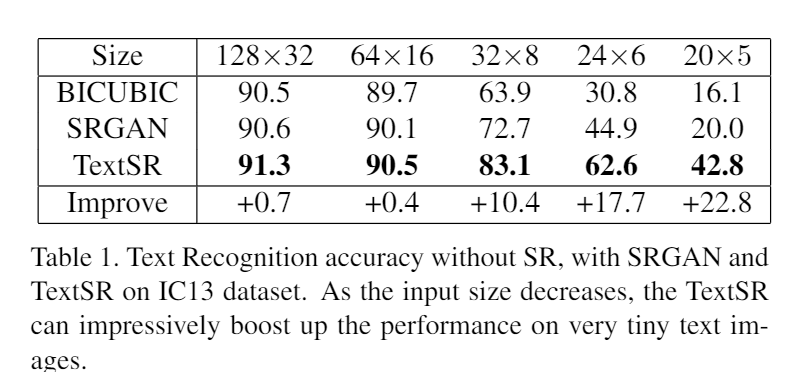 Size 128×32 64×16 32×8 24×6 20×5
BICUBIC 90.5 89.7 63.9 30.8 16.1
SRGAN 90.6 90.1 72.7 44.9 20.0
TextSR 91.3 90.5 83.1 62.6 42.8
Improve +0.7 +0.4 +10.4 +17.7 +22.8
Table 1. Text Recognition accuracy without SR, with SRGAN and
TextSR on IC13 dataset. As the input size decreases, the TextSR
can impressively boost up the performance on very tiny text im-
ages.